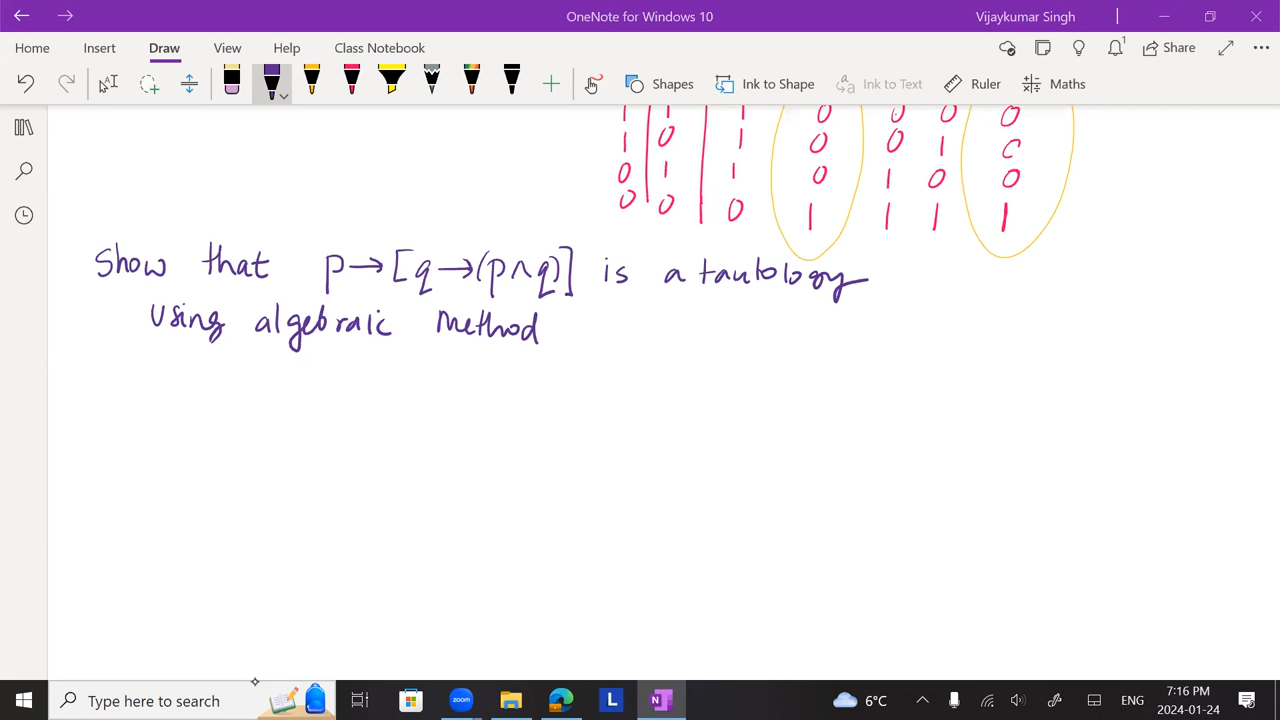 OneNote for Windows 10
Vijaykumar Singh
Home Insert Draw View Help Class Notebook
Share
Shapes Ink to Shape Ink to Text Ruler Maths
1 1 1 0 0 0 0
1 0 1 0 0 1 0
0 1 1 0 1 0 0
0 0 0 1 1 1 1
Show that p→[q→(p∧q)] is a tautology
Using algebraic Method
Type here to search
zoom
L
N
6°C
ENG
7:16 PM
2024-01-24